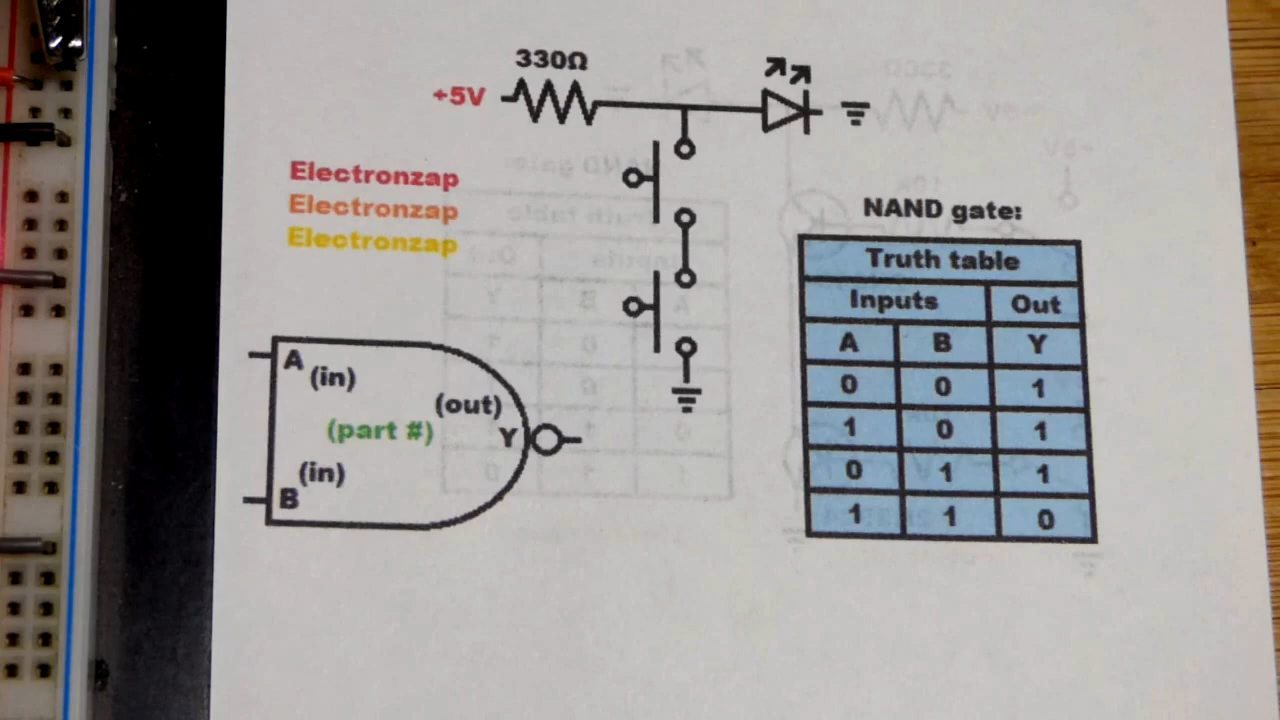 330Ω
+5V
Electronzap
Electronzap
Electronzap
NAND gate:
Truth table
Inputs Out
A B Y
0 0 1
1 0 1
0 1 1
1 1 0
A
(in)
(out)
(part #)
Y
(in)
B